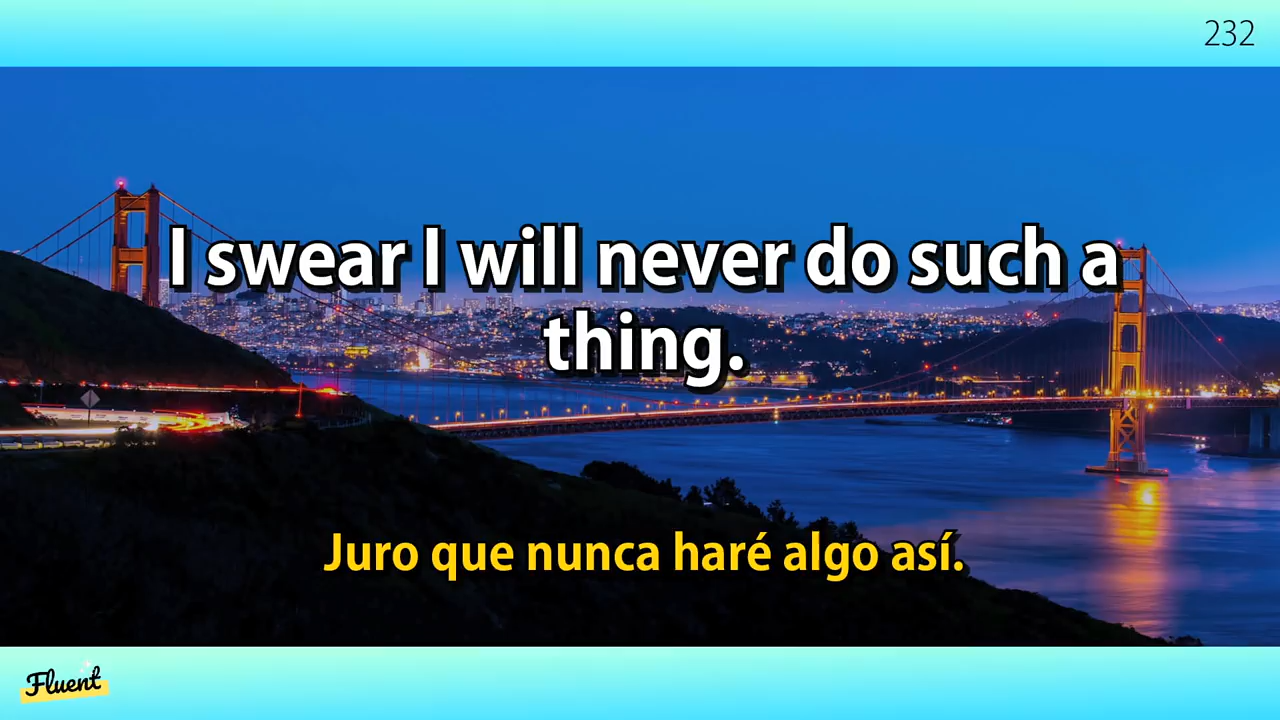 232
I swear I will never do such a
thing.
Juro que nunca haré algo así.
Fluent